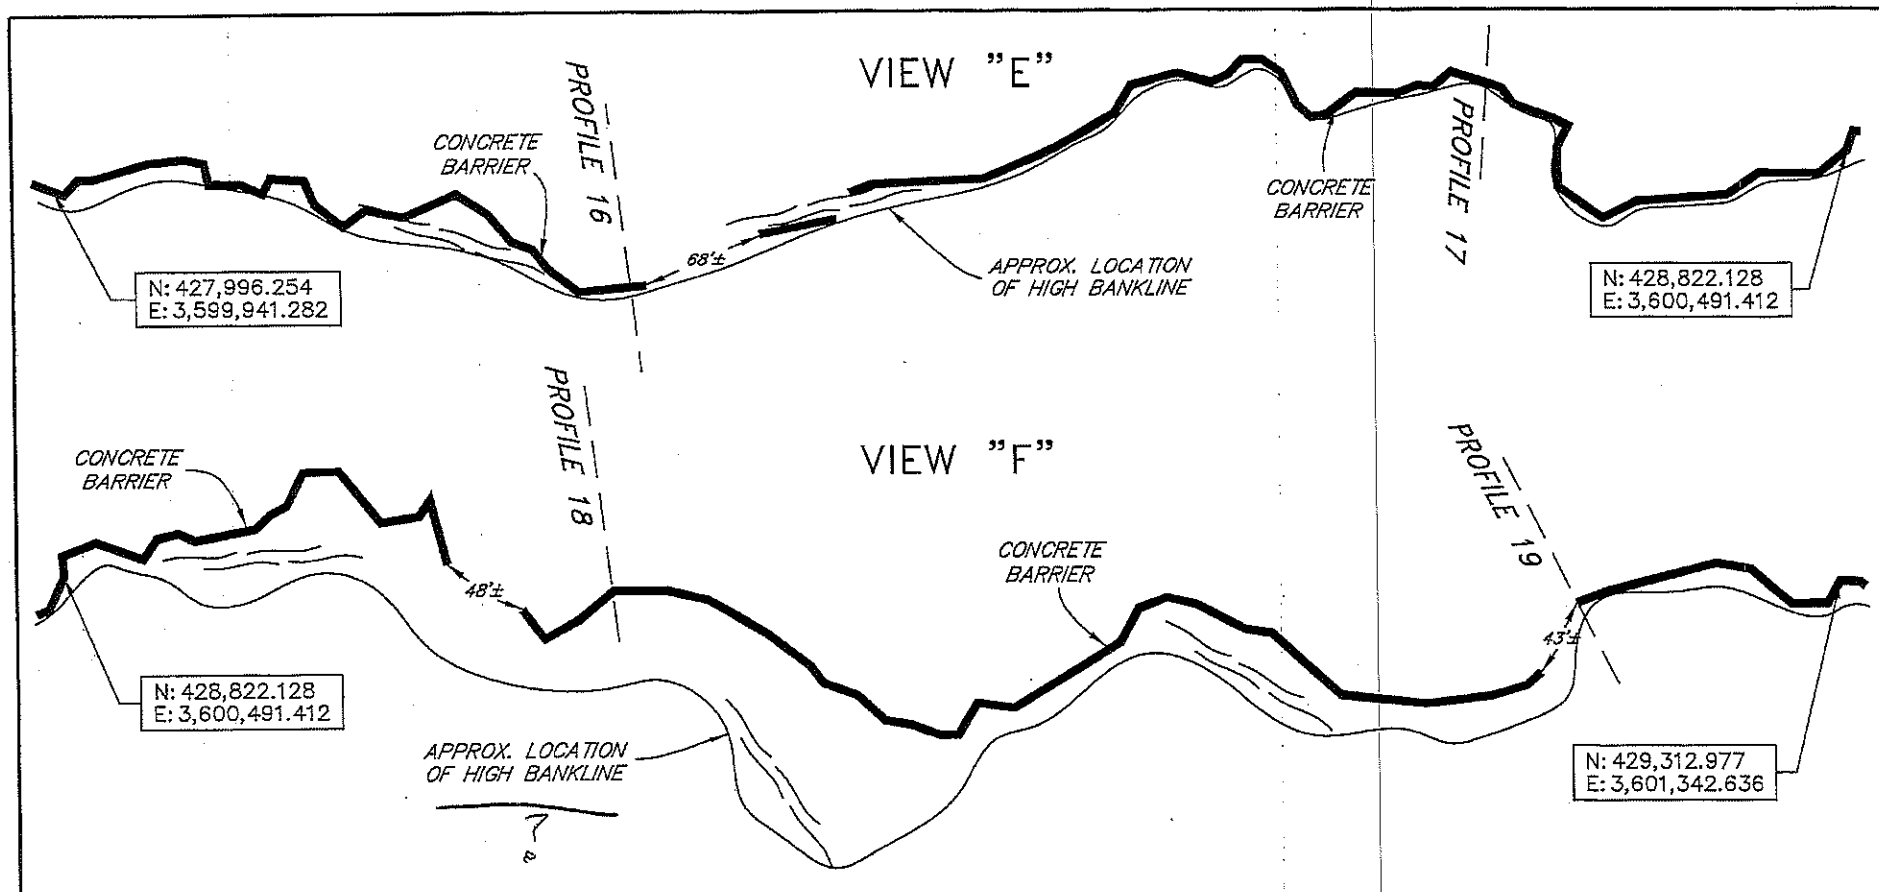 VIEW "E"
PROFILE 16
CONCRETE
BARRIER
PROFILE 17
CONCRETE
BARRIER
68'±
APPROX. LOCATION
OF HIGH BANKLINE
N: 427,996.254
E: 3,599,941.282
N: 428,822.128
E: 3,600,491.412
VIEW "F"
PROFILE 18
CONCRETE
BARRIER
PROFILE 19
48'±
CONCRETE
BARRIER
43'±
N: 428,822.128
E: 3,600,491.412
APPROX. LOCATION
OF HIGH BANKLINE
N: 429,312.977
E: 3,601,342.636